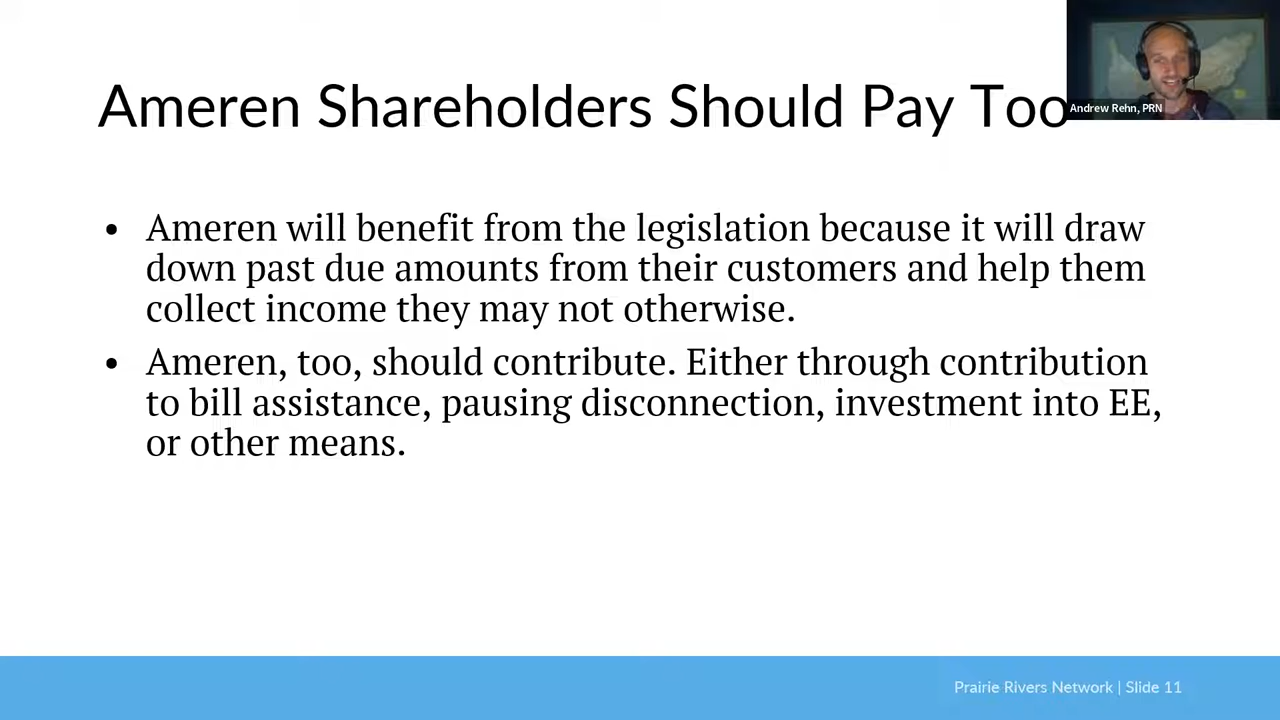 Ameren Shareholders Should Pay Too
Andrew Rehn, PRN
• Ameren will benefit from the legislation because it will draw
down past due amounts from their customers and help them
collect income they may not otherwise.
• Ameren, too, should contribute. Either through contribution
to bill assistance, pausing disconnection, investment into EE,
or other means.
Prairie Rivers Network | Slide 11